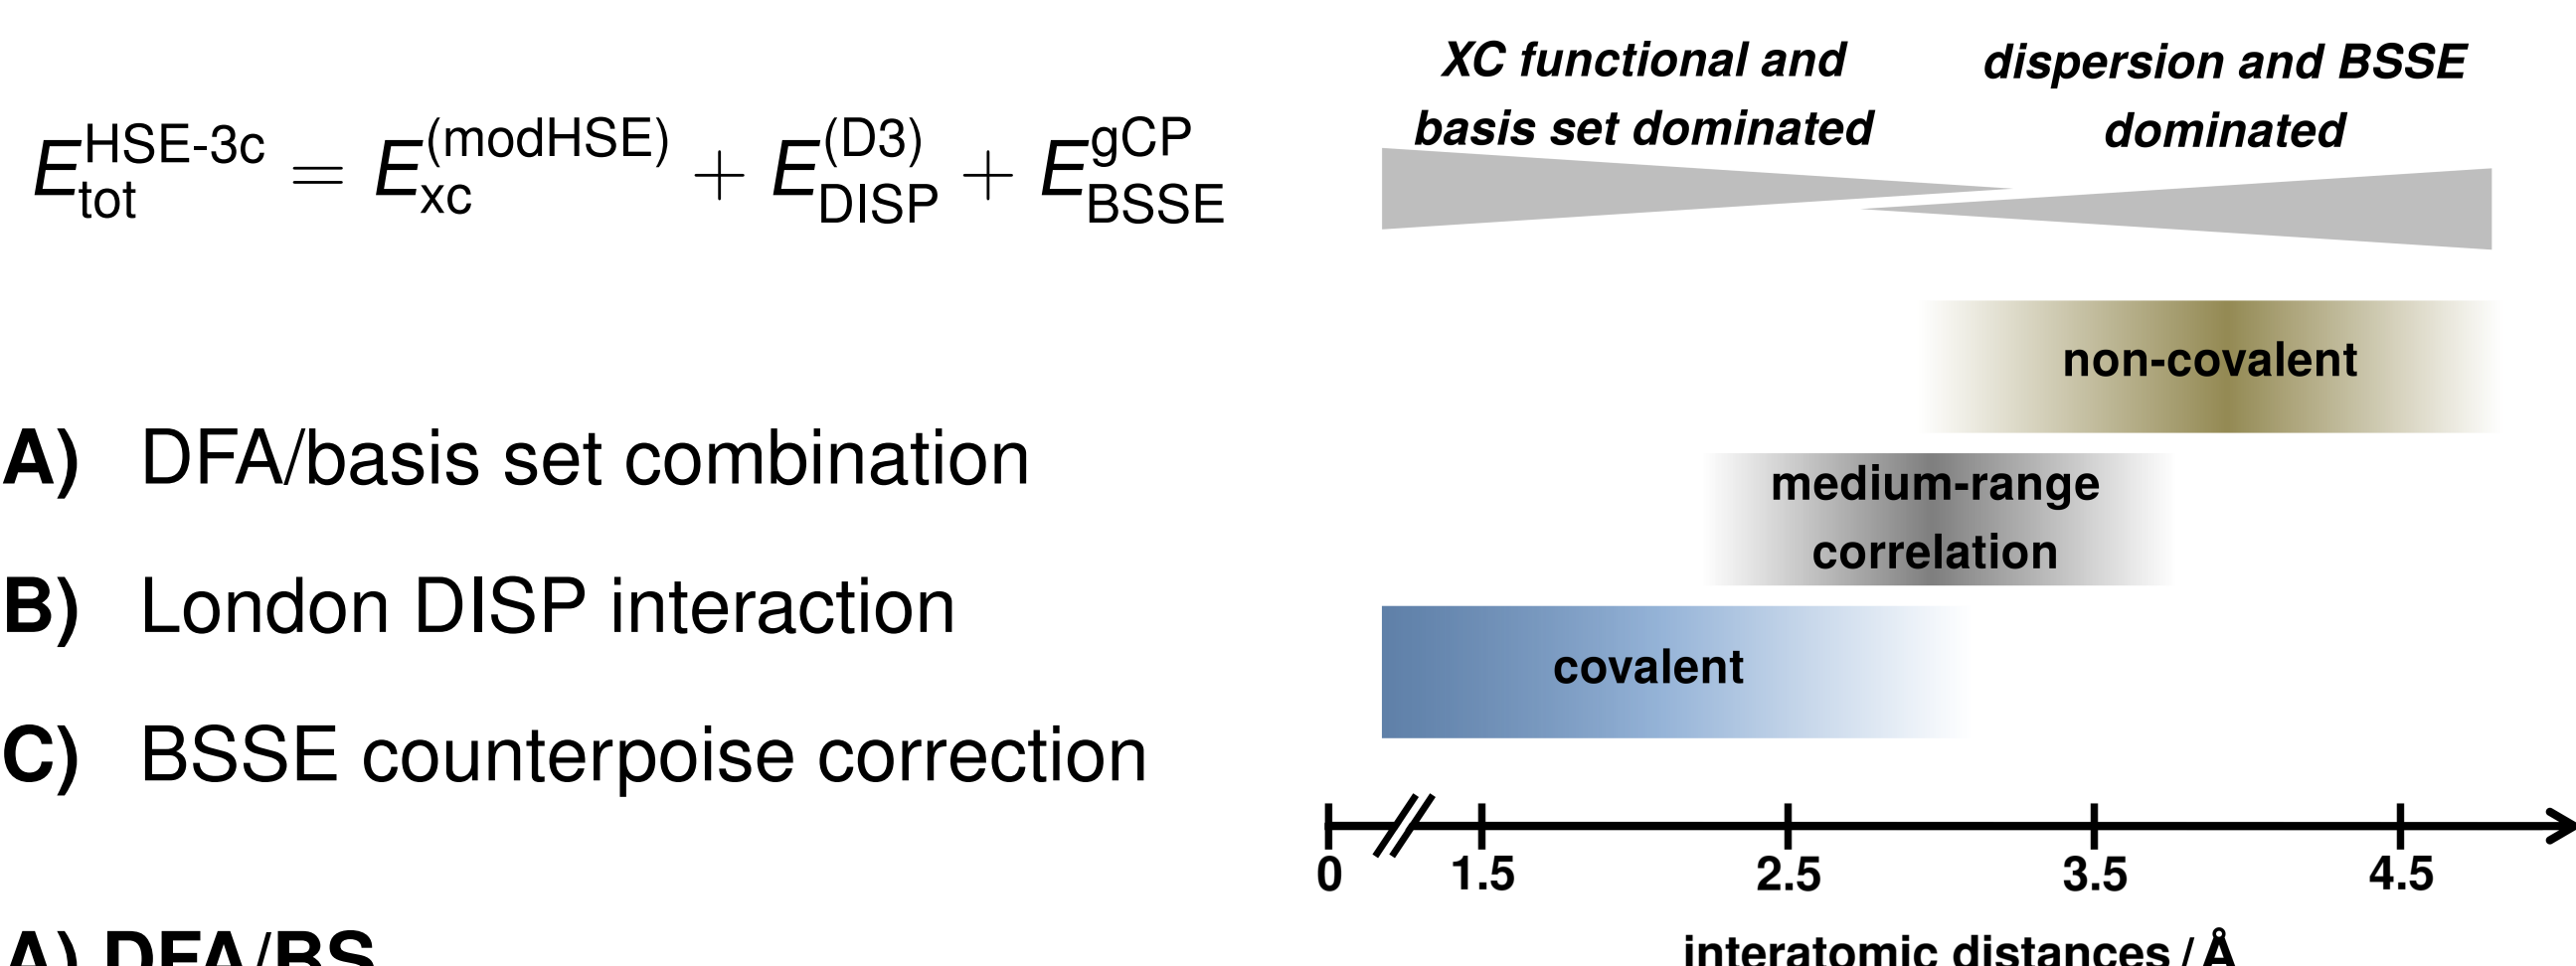 E_tot^HSE-3c = E_xc^(modHSE) + E_DISP^(D3) + E_BSSE^gCP
A) DFA/basis set combination
B) London DISP interaction
C) BSSE counterpoise correction
A) DFA/BS
XC functional and
basis set dominated
dispersion and BSSE
dominated
non-covalent
medium-range
correlation
covalent
0 1.5 2.5 3.5 4.5
interatomic distances / Å